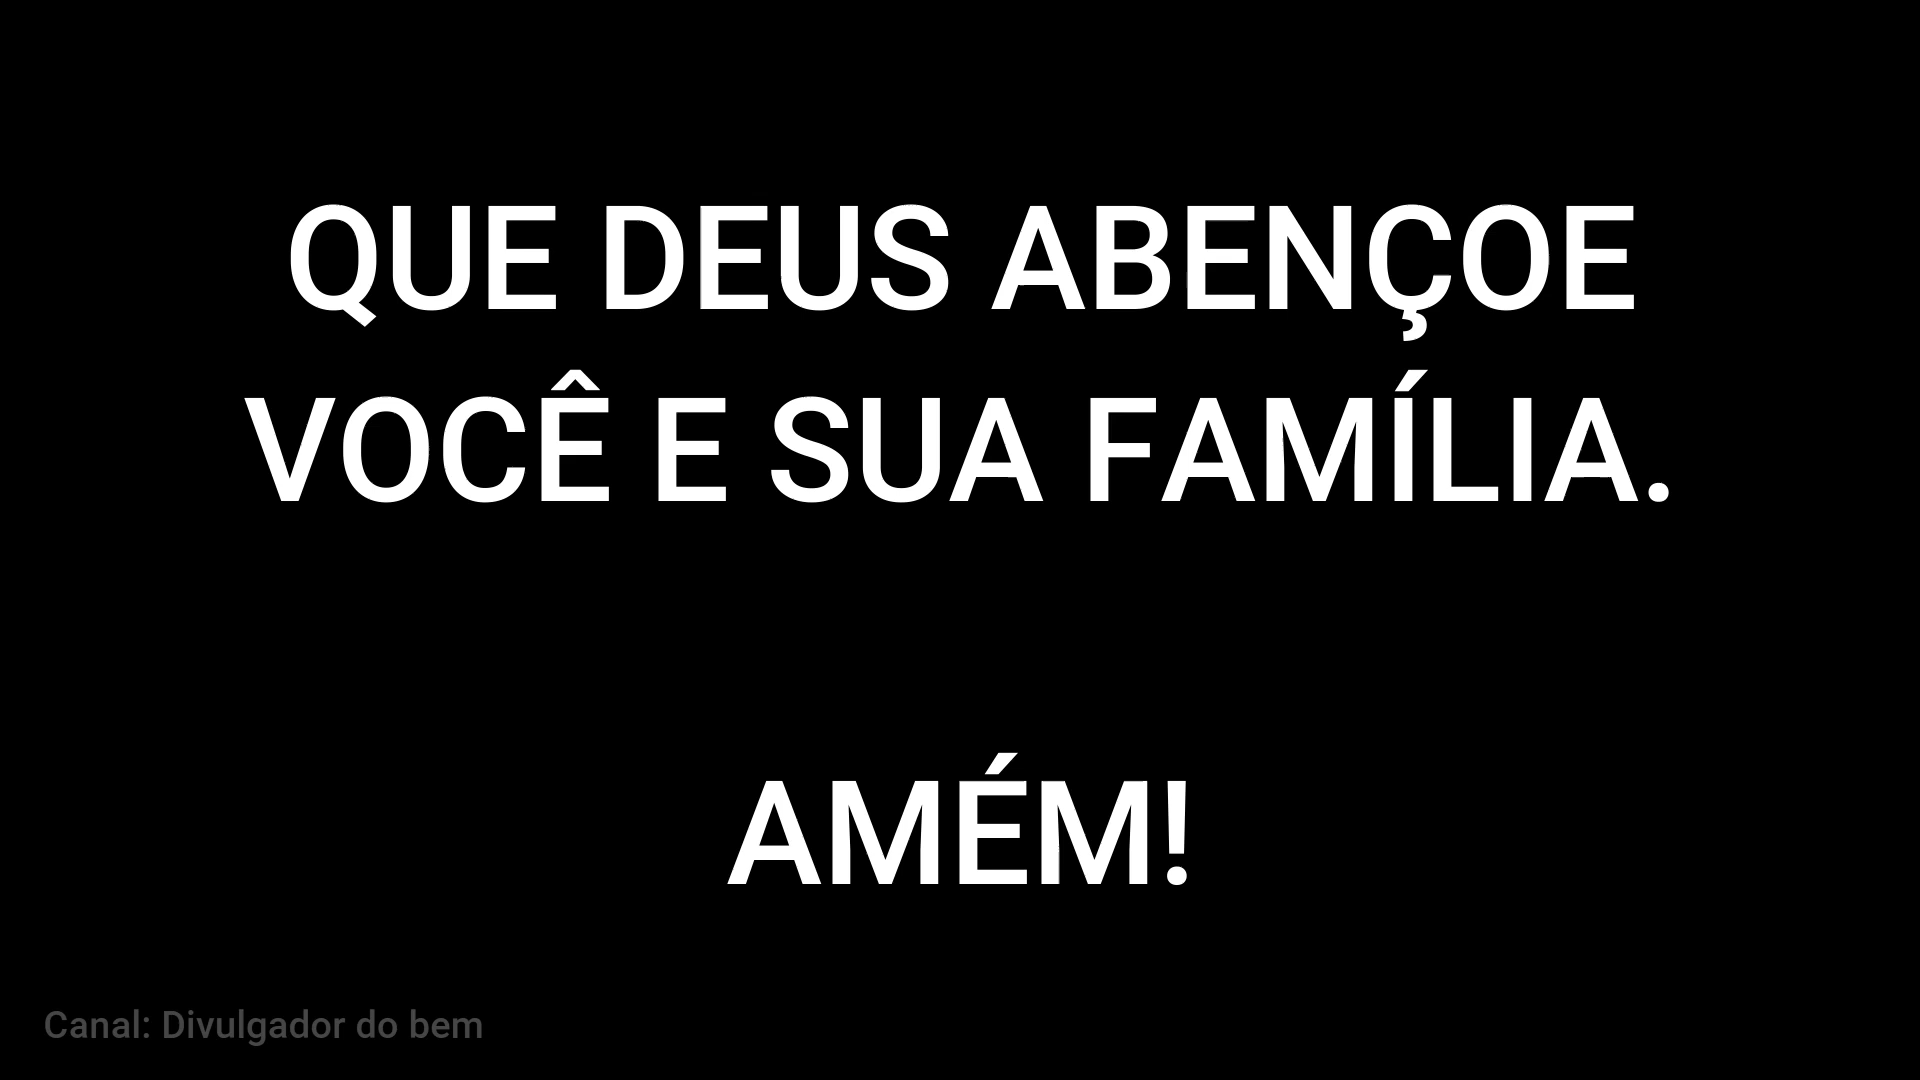 QUE DEUS ABENÇOE
VOCÊ E SUA FAMÍLIA.
AMÉM!
Canal: Divulgador do bem